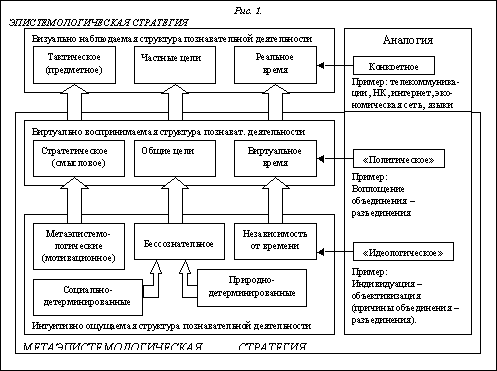 Рис. 1.
ЭПИСТЕМОЛОГИЧЕСКАЯ СТРАТЕГИЯ
Визуально наблюдаемая структура познавательной деятельности
Тактическое
(предметное)
Частные цели
Реальное
время
Аналогия
Конкретное
Пример: телекоммуника-
ции, НК, интернет, эко-
номическая сеть, языки
Виртуально воспринимаемая структура познават. деятельности
Стратегическое
(смысловое)
Общие цели
Виртуальное
время
«Политическое»
Пример:
Воплощение
объединения –
разъединения
Метаэпистемо-
логические
(мотивационное)
Бессознательное
Независимость
от времени
«Идеологическое»
Пример:
Индивидуация –
объективизация
(причины объединения –
разъединения).
Социально-
детерминированные
Природно-
детерминированные
Интуитивно ощущаемая структура познавательной деятельности
МЕТАЭПИСТЕМОЛОГИЧЕСКАЯ СТРАТЕГИЯ